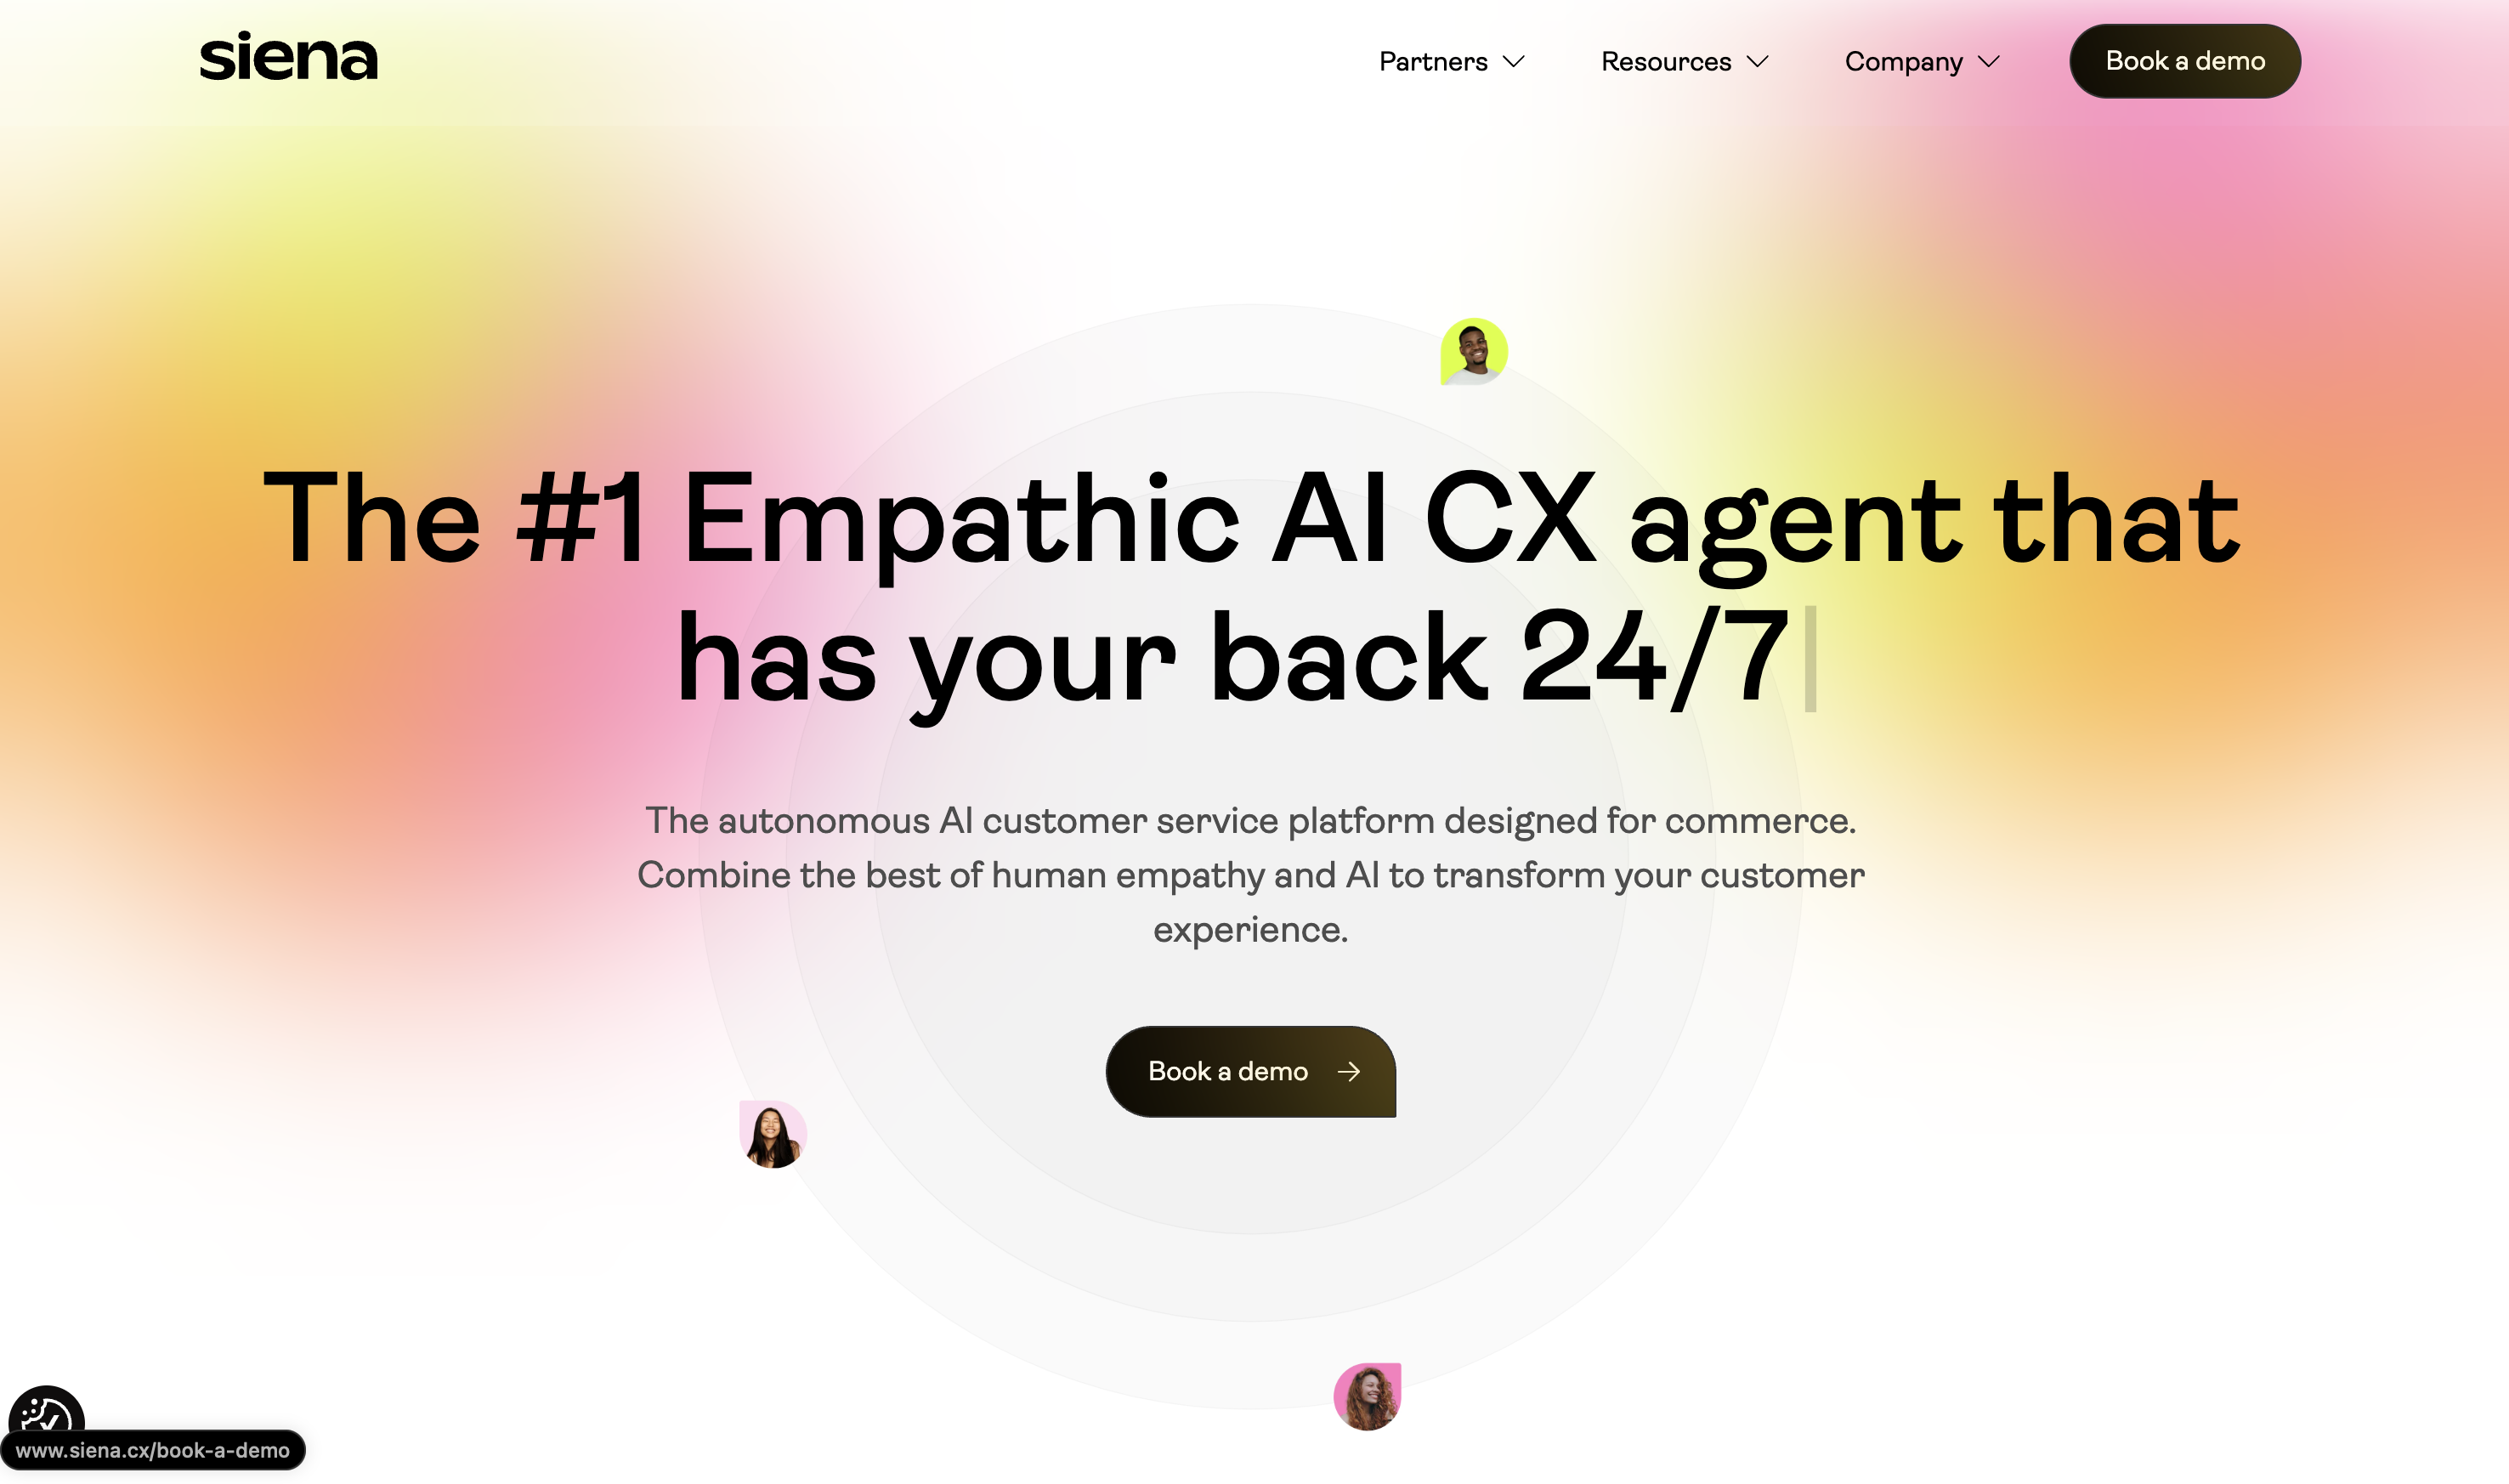 siena
Partners
Resources
Company
Book a demo
The #1 Empathic AI CX agent that
has your back 24/7
The autonomous AI customer service platform designed for commerce.
Combine the best of human empathy and AI to transform your customer
experience.
Book a demo
www.siena.cx/book-a-demo